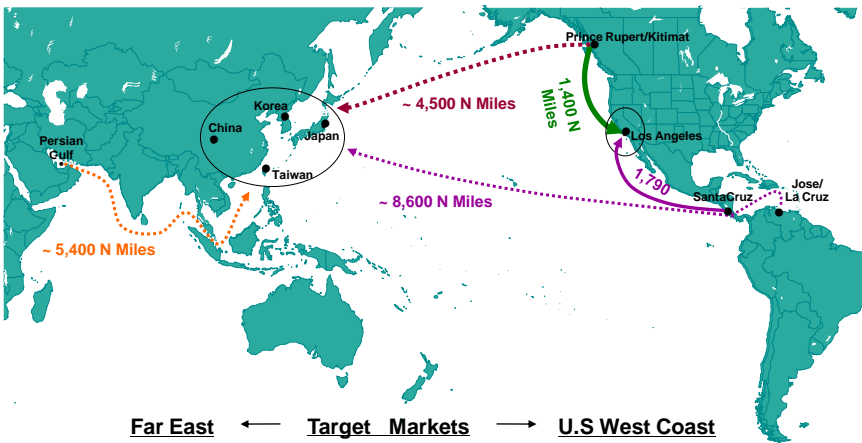 Prince Rupert/Kitimat
1,400 N
Miles
~ 4,500 N Miles
Korea
China
Japan
Los Angeles
Persian
Gulf
Taiwan
1,790
Jose/
La Cruz
SantaCruz
~ 8,600 N Miles
~ 5,400 N Miles
Far East Target Markets U.S West Coast